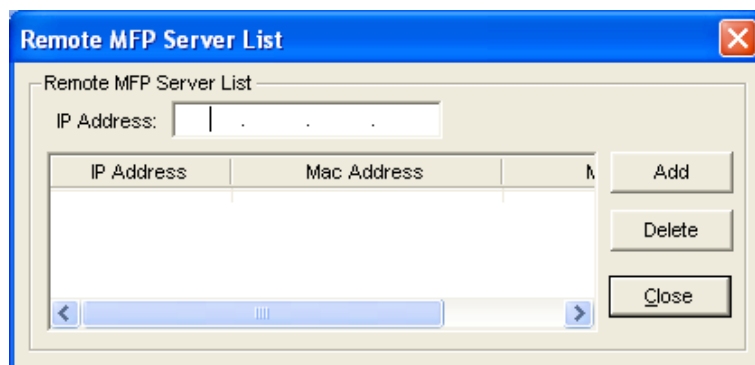 Remote MFP Server List
Remote MFP Server List
IP Address: . . .
IP Address Mac Address
Add
Delete
Close